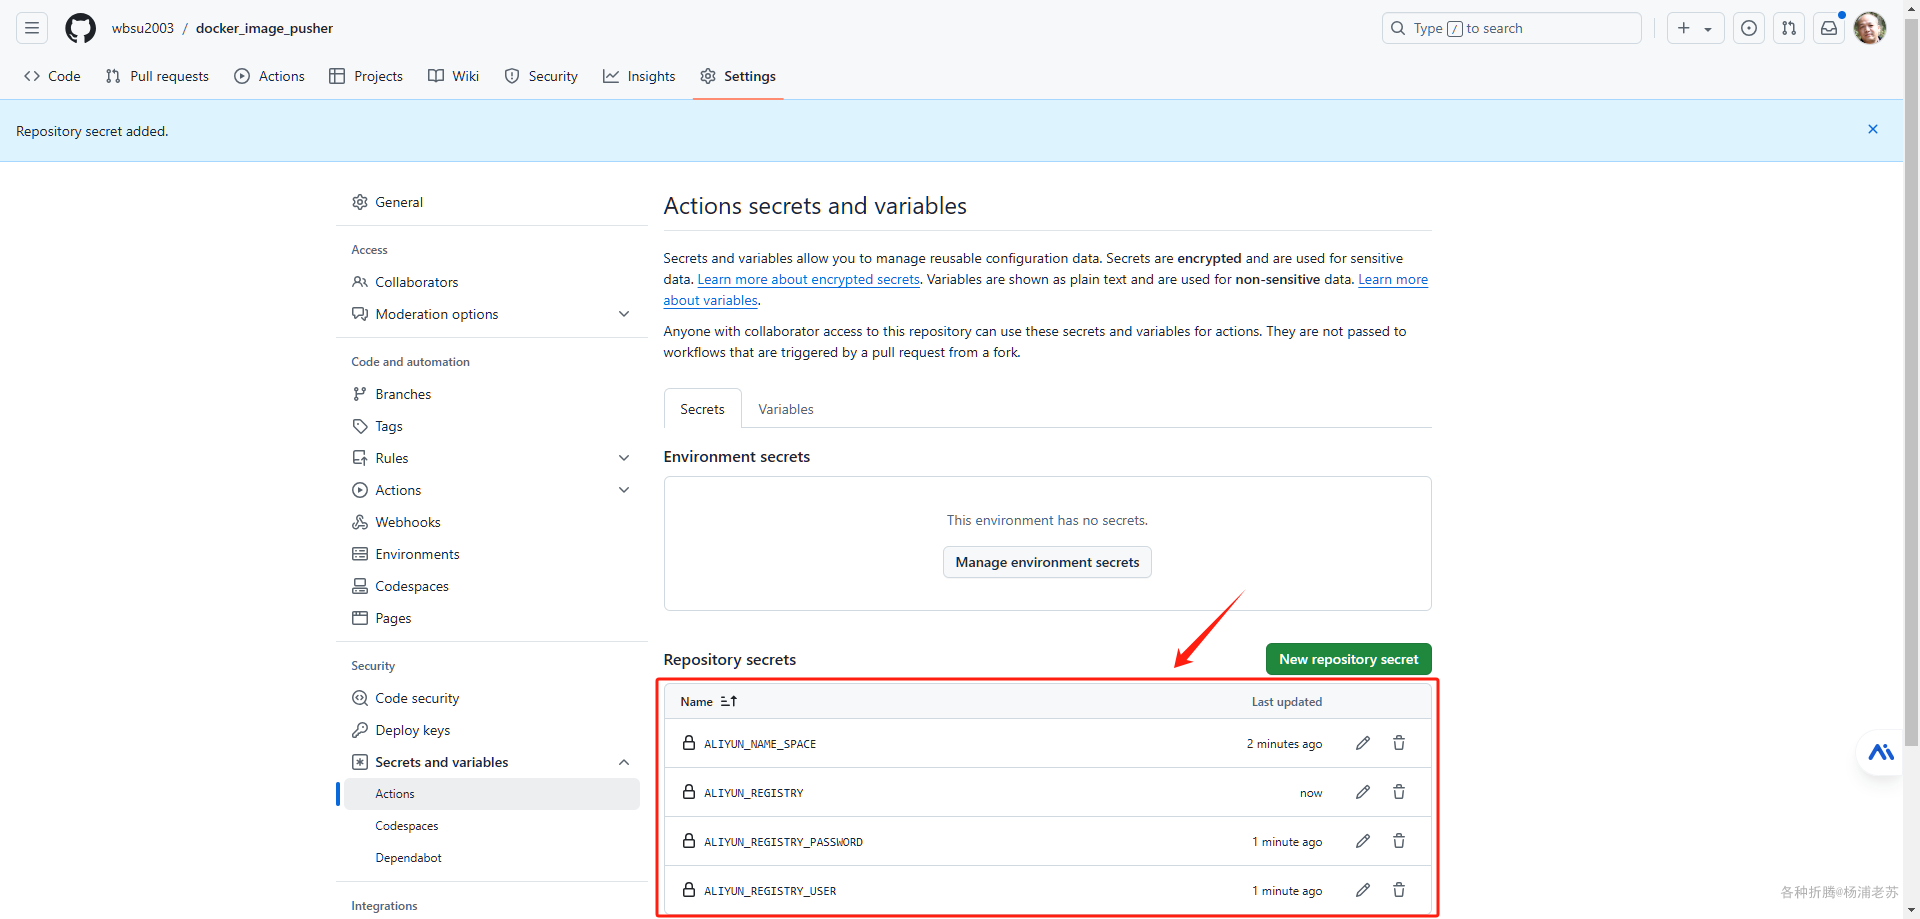 wbsu2003 / docker_image_pusher
Type / to search
Code
Pull requests
Actions
Projects
Wiki
Security
Insights
Settings
Repository secret added.
General
Access
Collaborators
Moderation options
Code and automation
Branches
Tags
Rules
Actions
Webhooks
Environments
Codespaces
Pages
Security
Code security
Deploy keys
Secrets and variables
Actions
Codespaces
Dependabot
Integrations
Actions secrets and variables
Secrets and variables allow you to manage reusable configuration data. Secrets are encrypted and are used for sensitive
data. Learn more about encrypted secrets. Variables are shown as plain text and are used for non-sensitive data. Learn more
about variables.
Anyone with collaborator access to this repository can use these secrets and variables for actions. They are not passed to
workflows that are triggered by a pull request from a fork.
Secrets
Variables
Environment secrets
This environment has no secrets.
Manage environment secrets
Repository secrets
New repository secret
Name Last updated
ALIYUN_NAME_SPACE 2 minutes ago
ALIYUN_REGISTRY now
ALIYUN_REGISTRY_PASSWORD 1 minute ago
ALIYUN_REGISTRY_USER 1 minute ago
各种折腾@杨浦老苏